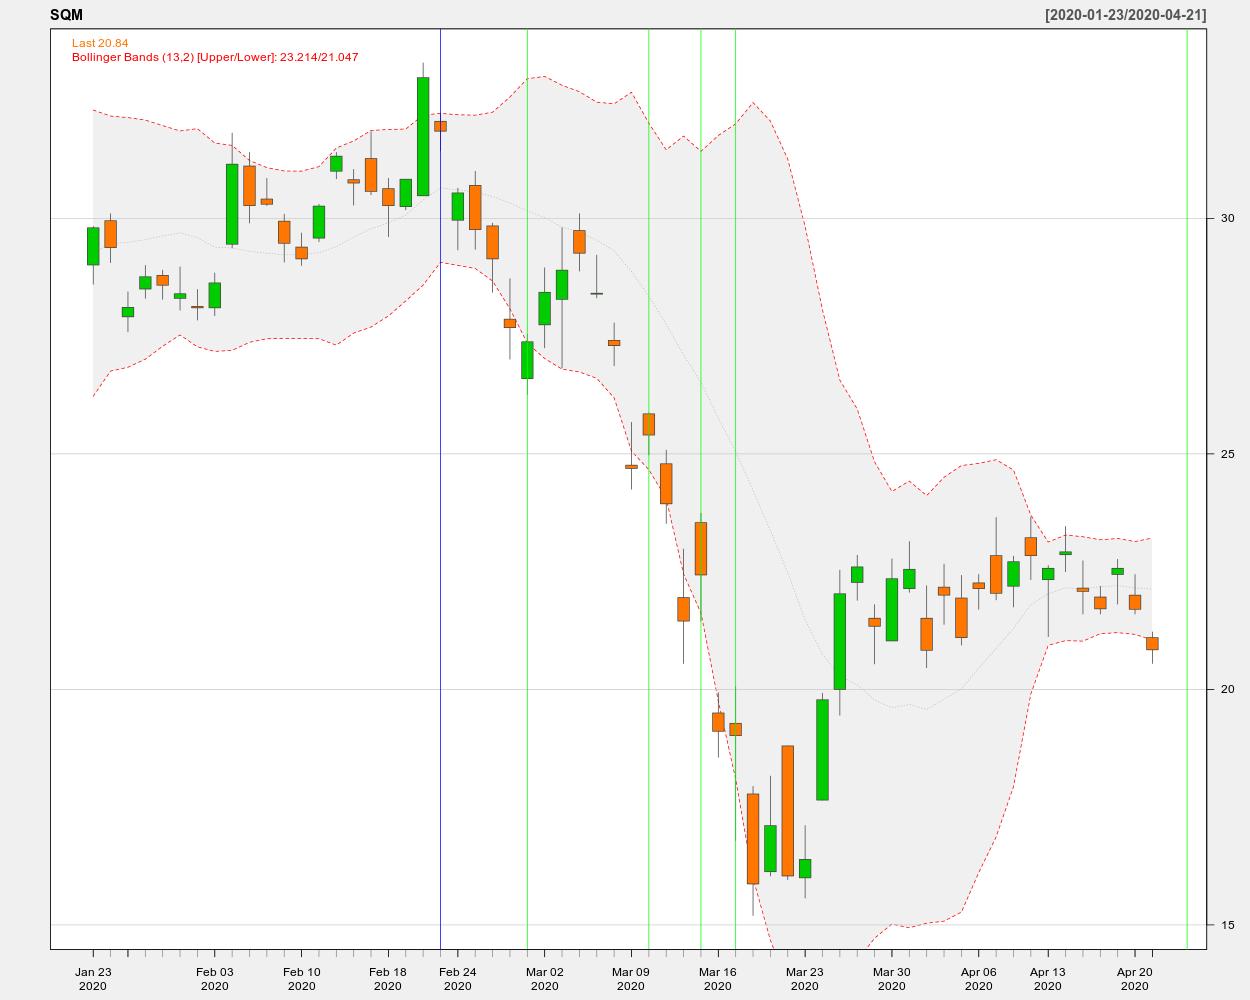 SQM
[2020-01-23/2020-04-21]
Last 20.84
Bollinger Bands (13,2) [Upper/Lower]: 23.214/21.047
30
25
20
15
Jan 23 Feb 03 Feb 10 Feb 18 Feb 24 Mar 02 Mar 09 Mar 16 Mar 23 Mar 30 Apr 06 Apr 13 Apr 20
2020 2020 2020 2020 2020 2020 2020 2020 2020 2020 2020 2020 2020